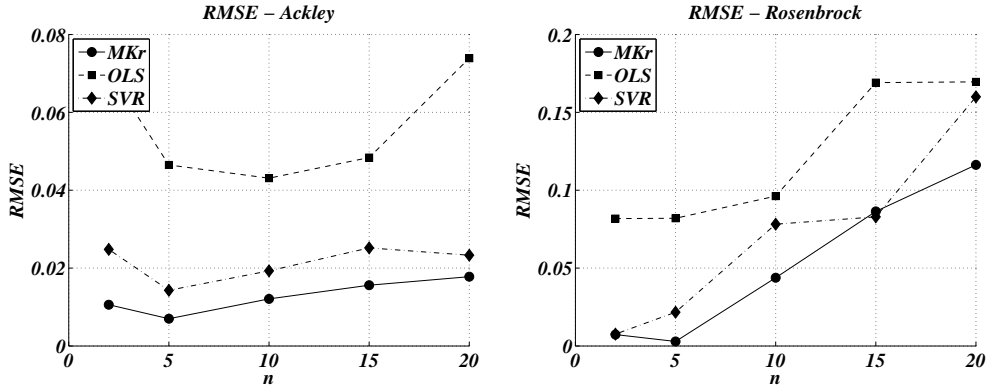 RMSE – Ackley
0.08
0.06
0.04
0.02
0
RMSE
MKr
OLS
SVR
0
5
10
15
20
n
RMSE – Rosenbrock
0.2
0.15
0.1
0.05
0
RMSE
MKr
OLS
SVR
0
5
10
15
20
n